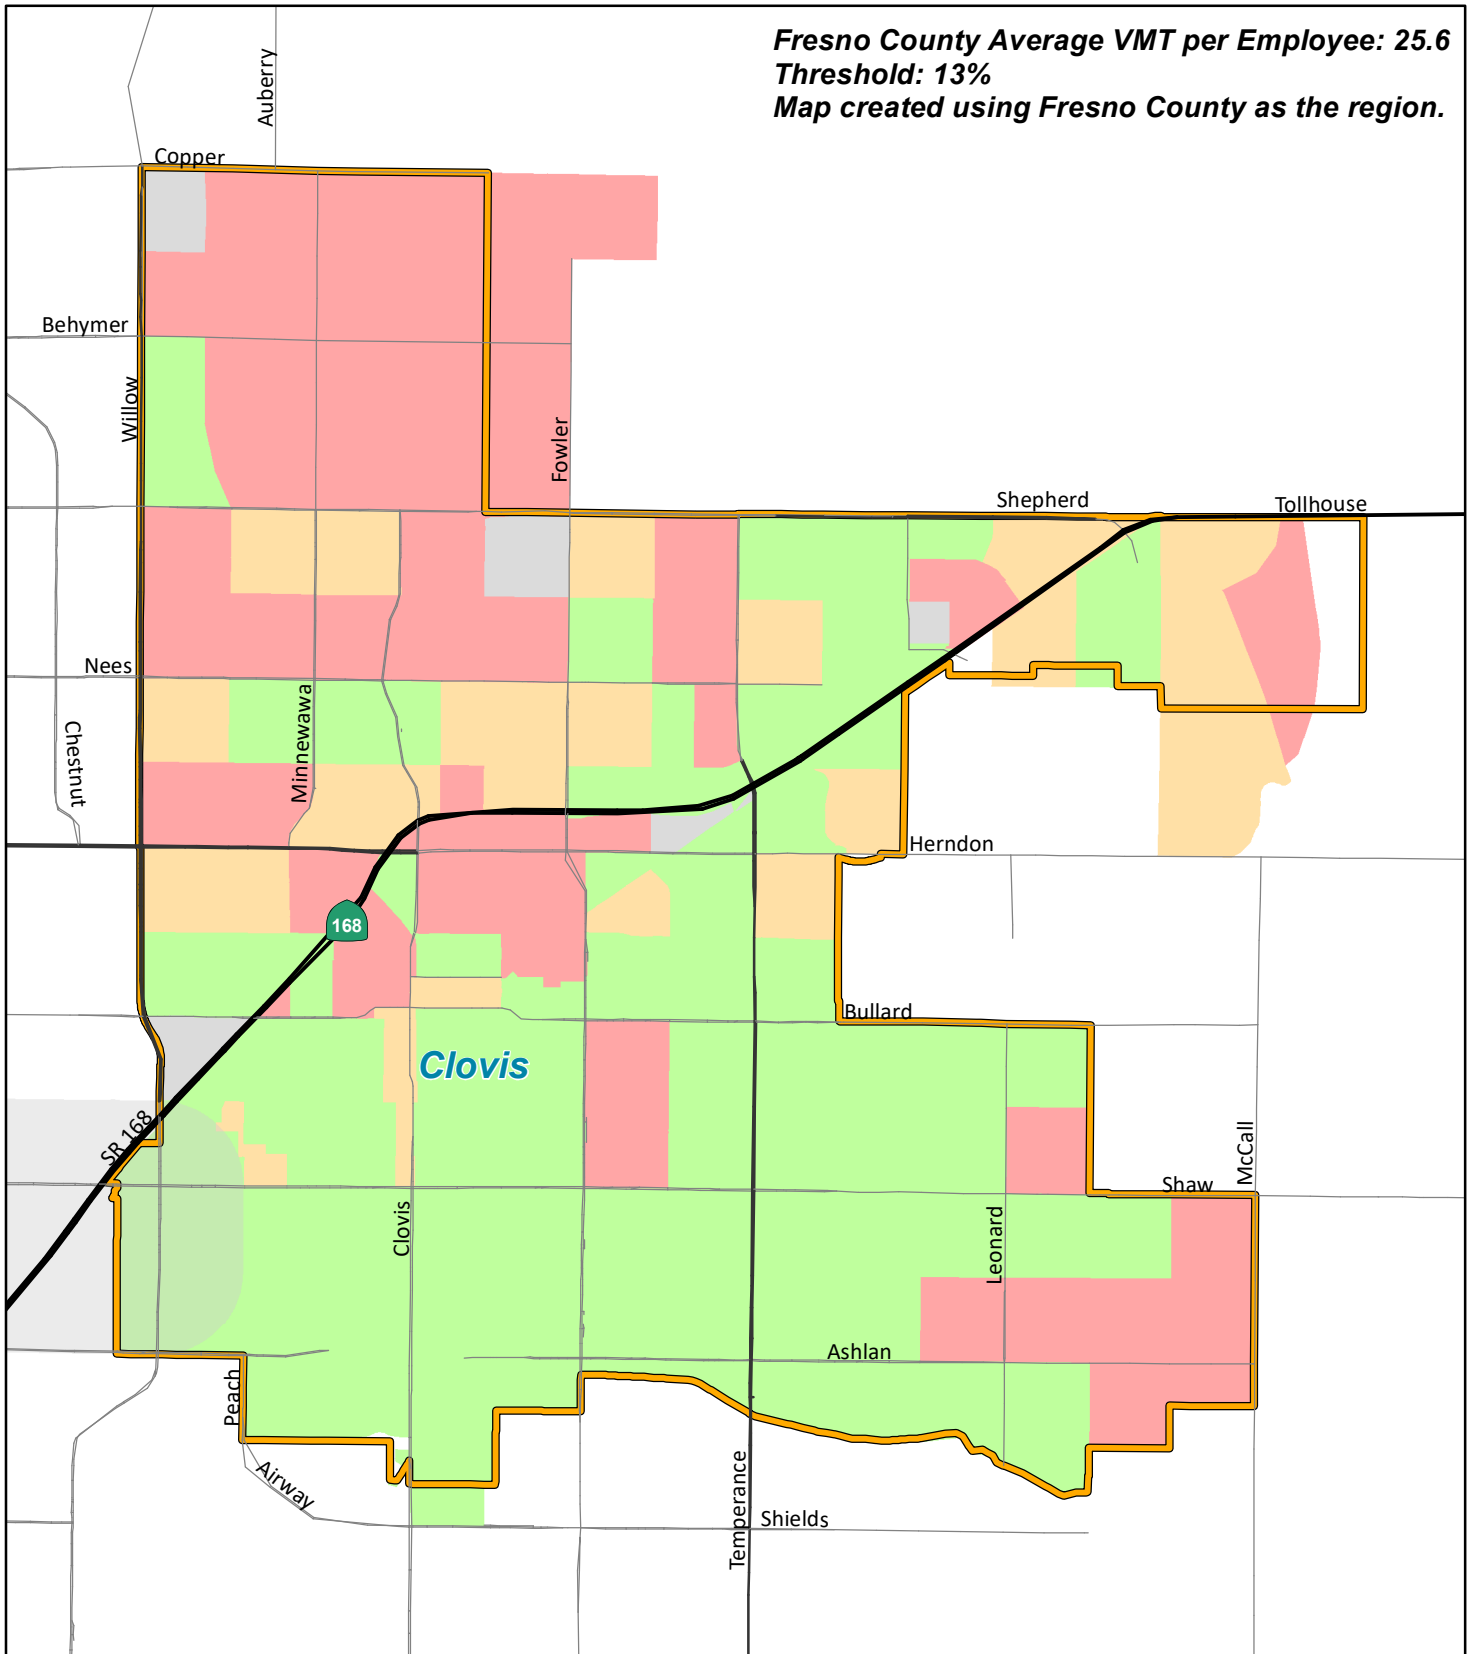 Fresno County Average VMT per Employee: 25.6
Threshold: 13%
Map created using Fresno County as the region.
Auberry
Copper
Behymer
Willow
Fowler
Shepherd
Tollhouse
Nees
Minnewawa
Chestnut
Herndon
168
Bullard
Clovis
SR 168
McCall
Shaw
Clovis
Leonard
Ashlan
Peach
Airway
Temperance
Shields